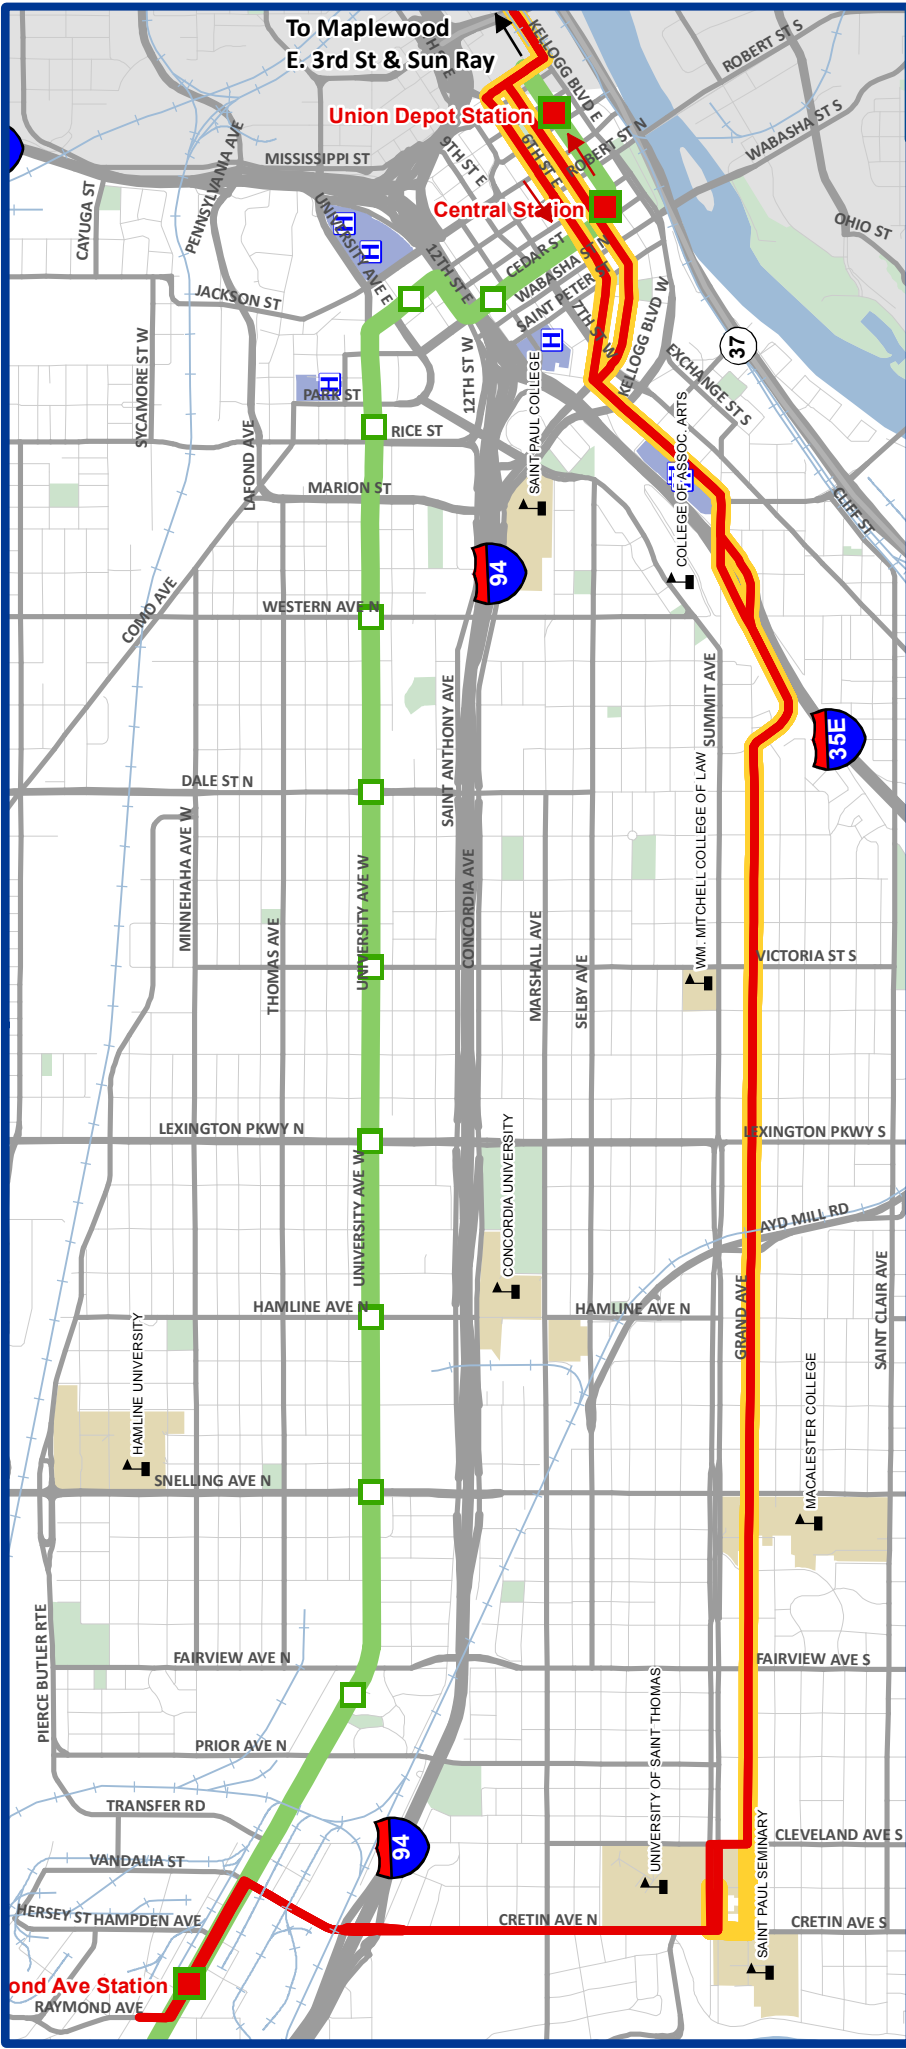 To Maplewood
E. 3rd St & Sun Ray
KELLOGG BLVD E
ROBERT ST S
Union Depot Station
WABASHA ST S
9TH ST E
6TH ST E
ROBERT ST N
MISSISSIPPI ST
PENNSYLVANIA AVE
CAYUGA ST
UNIVERSITY AVE E
H
H
Central Station
OHIO ST
12TH ST E
CEDAR ST
WABASHA ST N
SAINT PETER ST
JACKSON ST
7TH ST W
KELLOGG BLVD W
37
H
EXCHANGE ST S
SYCAMORE ST W
12TH ST W
SAINT PAUL COLLEGE
H
PARK ST
RICE ST
LAFOND AVE
COLLEGE OF ASSOC. ARTS
MARION ST
CLIFF ST
94
COMO AVE
WESTERN AVE N
SAINT ANTHONY AVE
SUMMIT AVE
35E
DALE ST N
WM. MITCHELL COLLEGE OF LAW
MINNEHAHA AVE W
UNIVERSITY AVE W
CONCORDIA AVE
THOMAS AVE
MARSHALL AVE
SELBY AVE
VICTORIA ST S
LEXINGTON PKWY N
LEXINGTON PKWY S
UNIVERSITY AVE W
CONCORDIA UNIVERSITY
AYD MILL RD
HAMLINE AVE N
HAMLINE AVE N
GRAND AVE
SAINT CLAIR AVE
HAMLINE UNIVERSITY
MACALESTER COLLEGE
SNELLING AVE N
PIERCE BUTLER RTE
FAIRVIEW AVE N
FAIRVIEW AVE S
UNIVERSITY OF SAINT THOMAS
PRIOR AVE N
TRANSFER RD
94
CLEVELAND AVE S
VANDALIA ST
SAINT PAUL SEMINARY
HERSEY ST
HAMPDEN AVE
CRETIN AVE N
CRETIN AVE S
ond Ave Station
RAYMOND AVE